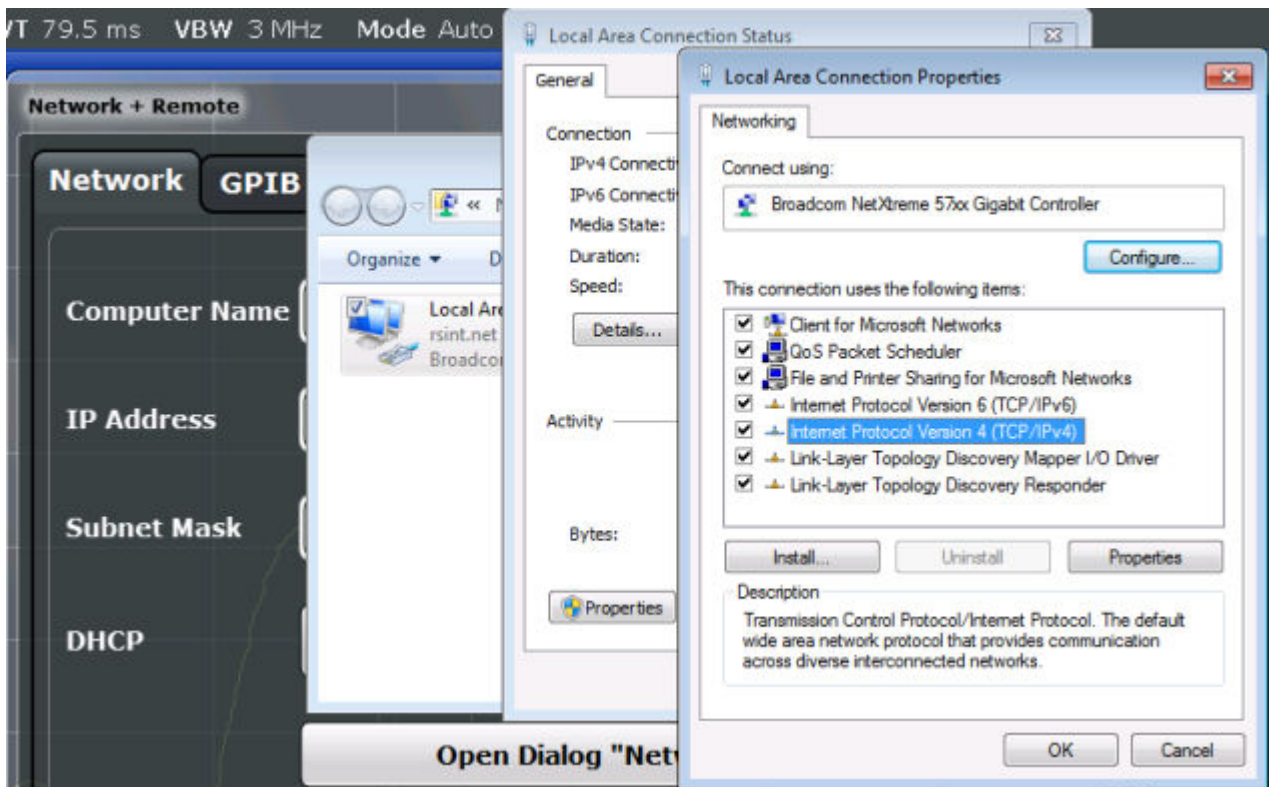 79.5 ms VBW 3 MHz Mode Auto
Network + Remote
Network GPIB
Computer Name
IP Address
Subnet Mask
DHCP
«
Organize
Local Are
rsint.net
Broadco
Open Dialog "Net
Local Area Connection Status
General
Connection
IPv4 Connecti
IPv6 Connecti
Media State:
Duration:
Speed:
Details...
Activity
Bytes:
Properties
Local Area Connection Properties
Networking
Connect using:
Broadcom NetXtreme 57xx Gigabit Controller
Configure...
This connection uses the following items:
Client for Microsoft Networks
QoS Packet Scheduler
File and Printer Sharing for Microsoft Networks
Internet Protocol Version 6 (TCP/IPv6)
Internet Protocol Version 4 (TCP/IPv4)
Link-Layer Topology Discovery Mapper I/O Driver
Link-Layer Topology Discovery Responder
Install... Uninstall Properties
Description
Transmission Control Protocol/Internet Protocol. The default
wide area network protocol that provides communication
across diverse interconnected networks.
OK Cancel